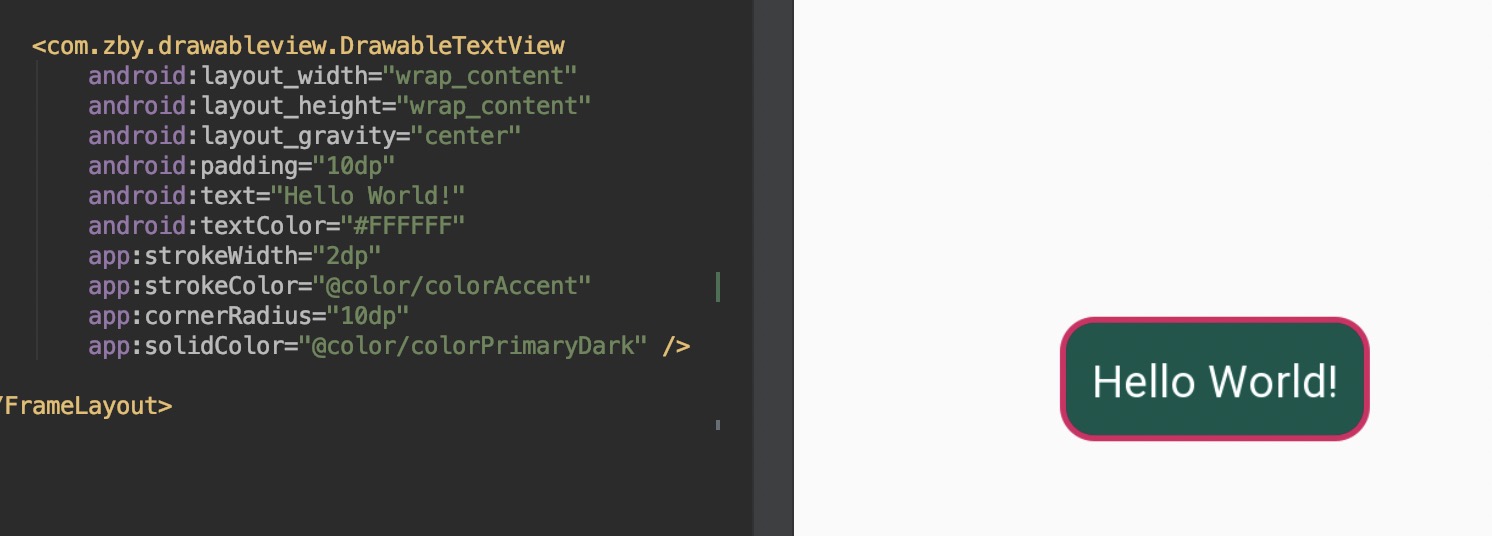 <com.zby.drawableview.DrawableTextView
android:layout_width="wrap_content"
android:layout_height="wrap_content"
android:layout_gravity="center"
android:padding="10dp"
android:text="Hello World!"
android:textColor="#FFFFFF"
app:strokeWidth="2dp"
app:strokeColor="@color/colorAccent"
app:cornerRadius="10dp"
app:solidColor="@color/colorPrimaryDark" />
/FrameLayout>
Hello World!